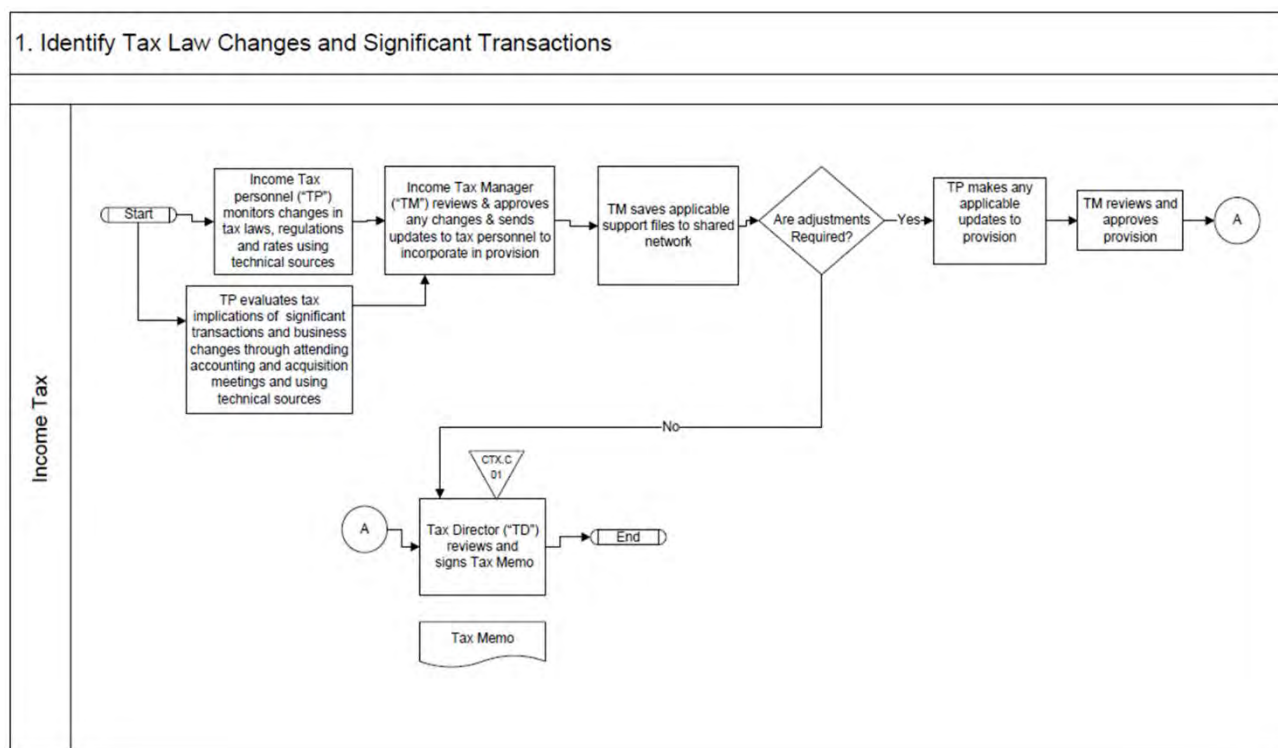 1. Identify Tax Law Changes and Significant Transactions
Income Tax
Start
Income Tax
personnel ("TP")
monitors changes in
tax laws, regulations
and rates using
technical sources
TP evaluates tax
implications of significant
transactions and business
changes through attending
accounting and acquisition
meetings and using
technical sources
Income Tax Manager
("TM") reviews & approves
any changes & sends
updates to tax personnel to
incorporate in provision
TM saves applicable
support files to shared
network
Are adjustments
Required?
Yes
TP makes any
applicable
updates to
provision
TM reviews and
approves
provision
A
No
CTX.C
01
A
Tax Director ("TD")
reviews and
signs Tax Memo
End
Tax Memo